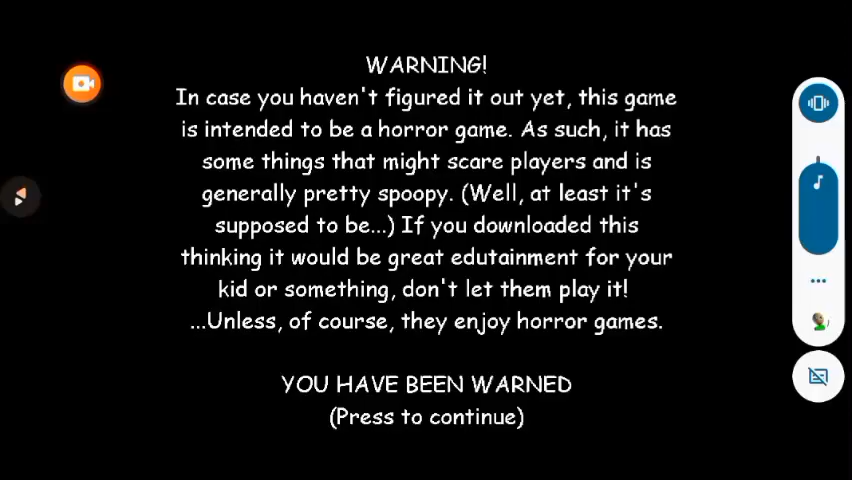 WARNING!
In case you haven't figured it out yet, this game
is intended to be a horror game. As such, it has
some things that might scare players and is
generally pretty spoopy. (Well, at least it's
supposed to be...) If you downloaded this
thinking it would be great edutainment for your
kid or something, don't let them play it!
...Unless, of course, they enjoy horror games.
YOU HAVE BEEN WARNED
(Press to continue)